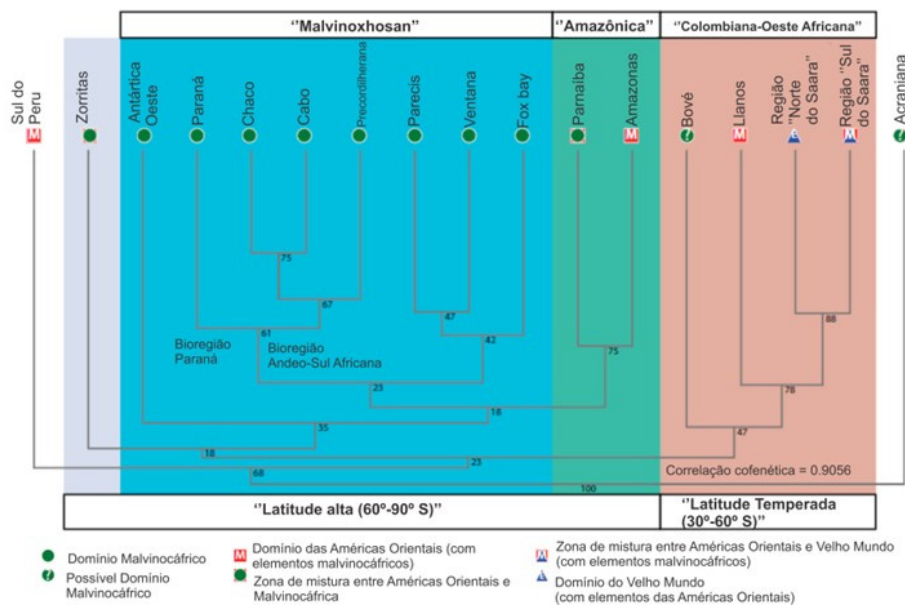 ''Malvinoxhosan''
''Amazônica''
''Colombiana-Oeste Africana''
Sul do
Peru
Zorritas
Antártica
Oeste
Paraná
Chaco
Cabo
Precordilherana
Parecis
Ventana
Fox bay
Parnaíba
Amazonas
Bové
Llanos
Região
"Norte
do Saara"
Região "Sul
do Saara"
Acraniana
M
M
?
M
L
M
?
75
67
47
61
42
88
Bioregião
Paraná
Bioregião
Andeo-Sul Africana
75
23
78
18
35
47
18
23
68
Correlação cofenética = 0.9056
100
''Latitude alta (60º-90º S)''
''Latitude Temperada
(30º-60º S)''
Domínio Malvinocáfrico
? Possível Domínio
Malvinocáfrico
M Domínio das Américas Orientais (com
elementos malvinocáfricos)
Zona de mistura entre Américas Orientais e
Malvinocáfrica
M Zona de mistura entre Américas Orientais e Velho Mundo
(com elementos malvinocáfricos)
L Domínio do Velho Mundo
(com elementos das Américas Orientais)